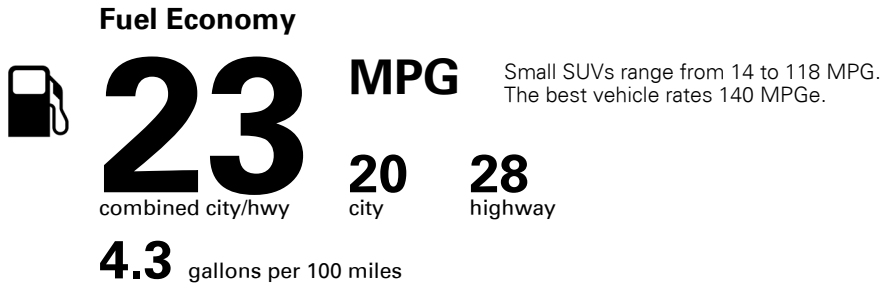 Fuel Economy
23
MPG
Small SUVs range from 14 to 118 MPG.
The best vehicle rates 140 MPGe.
combined city/hwy
20
city
28
highway
4.3 gallons per 100 miles